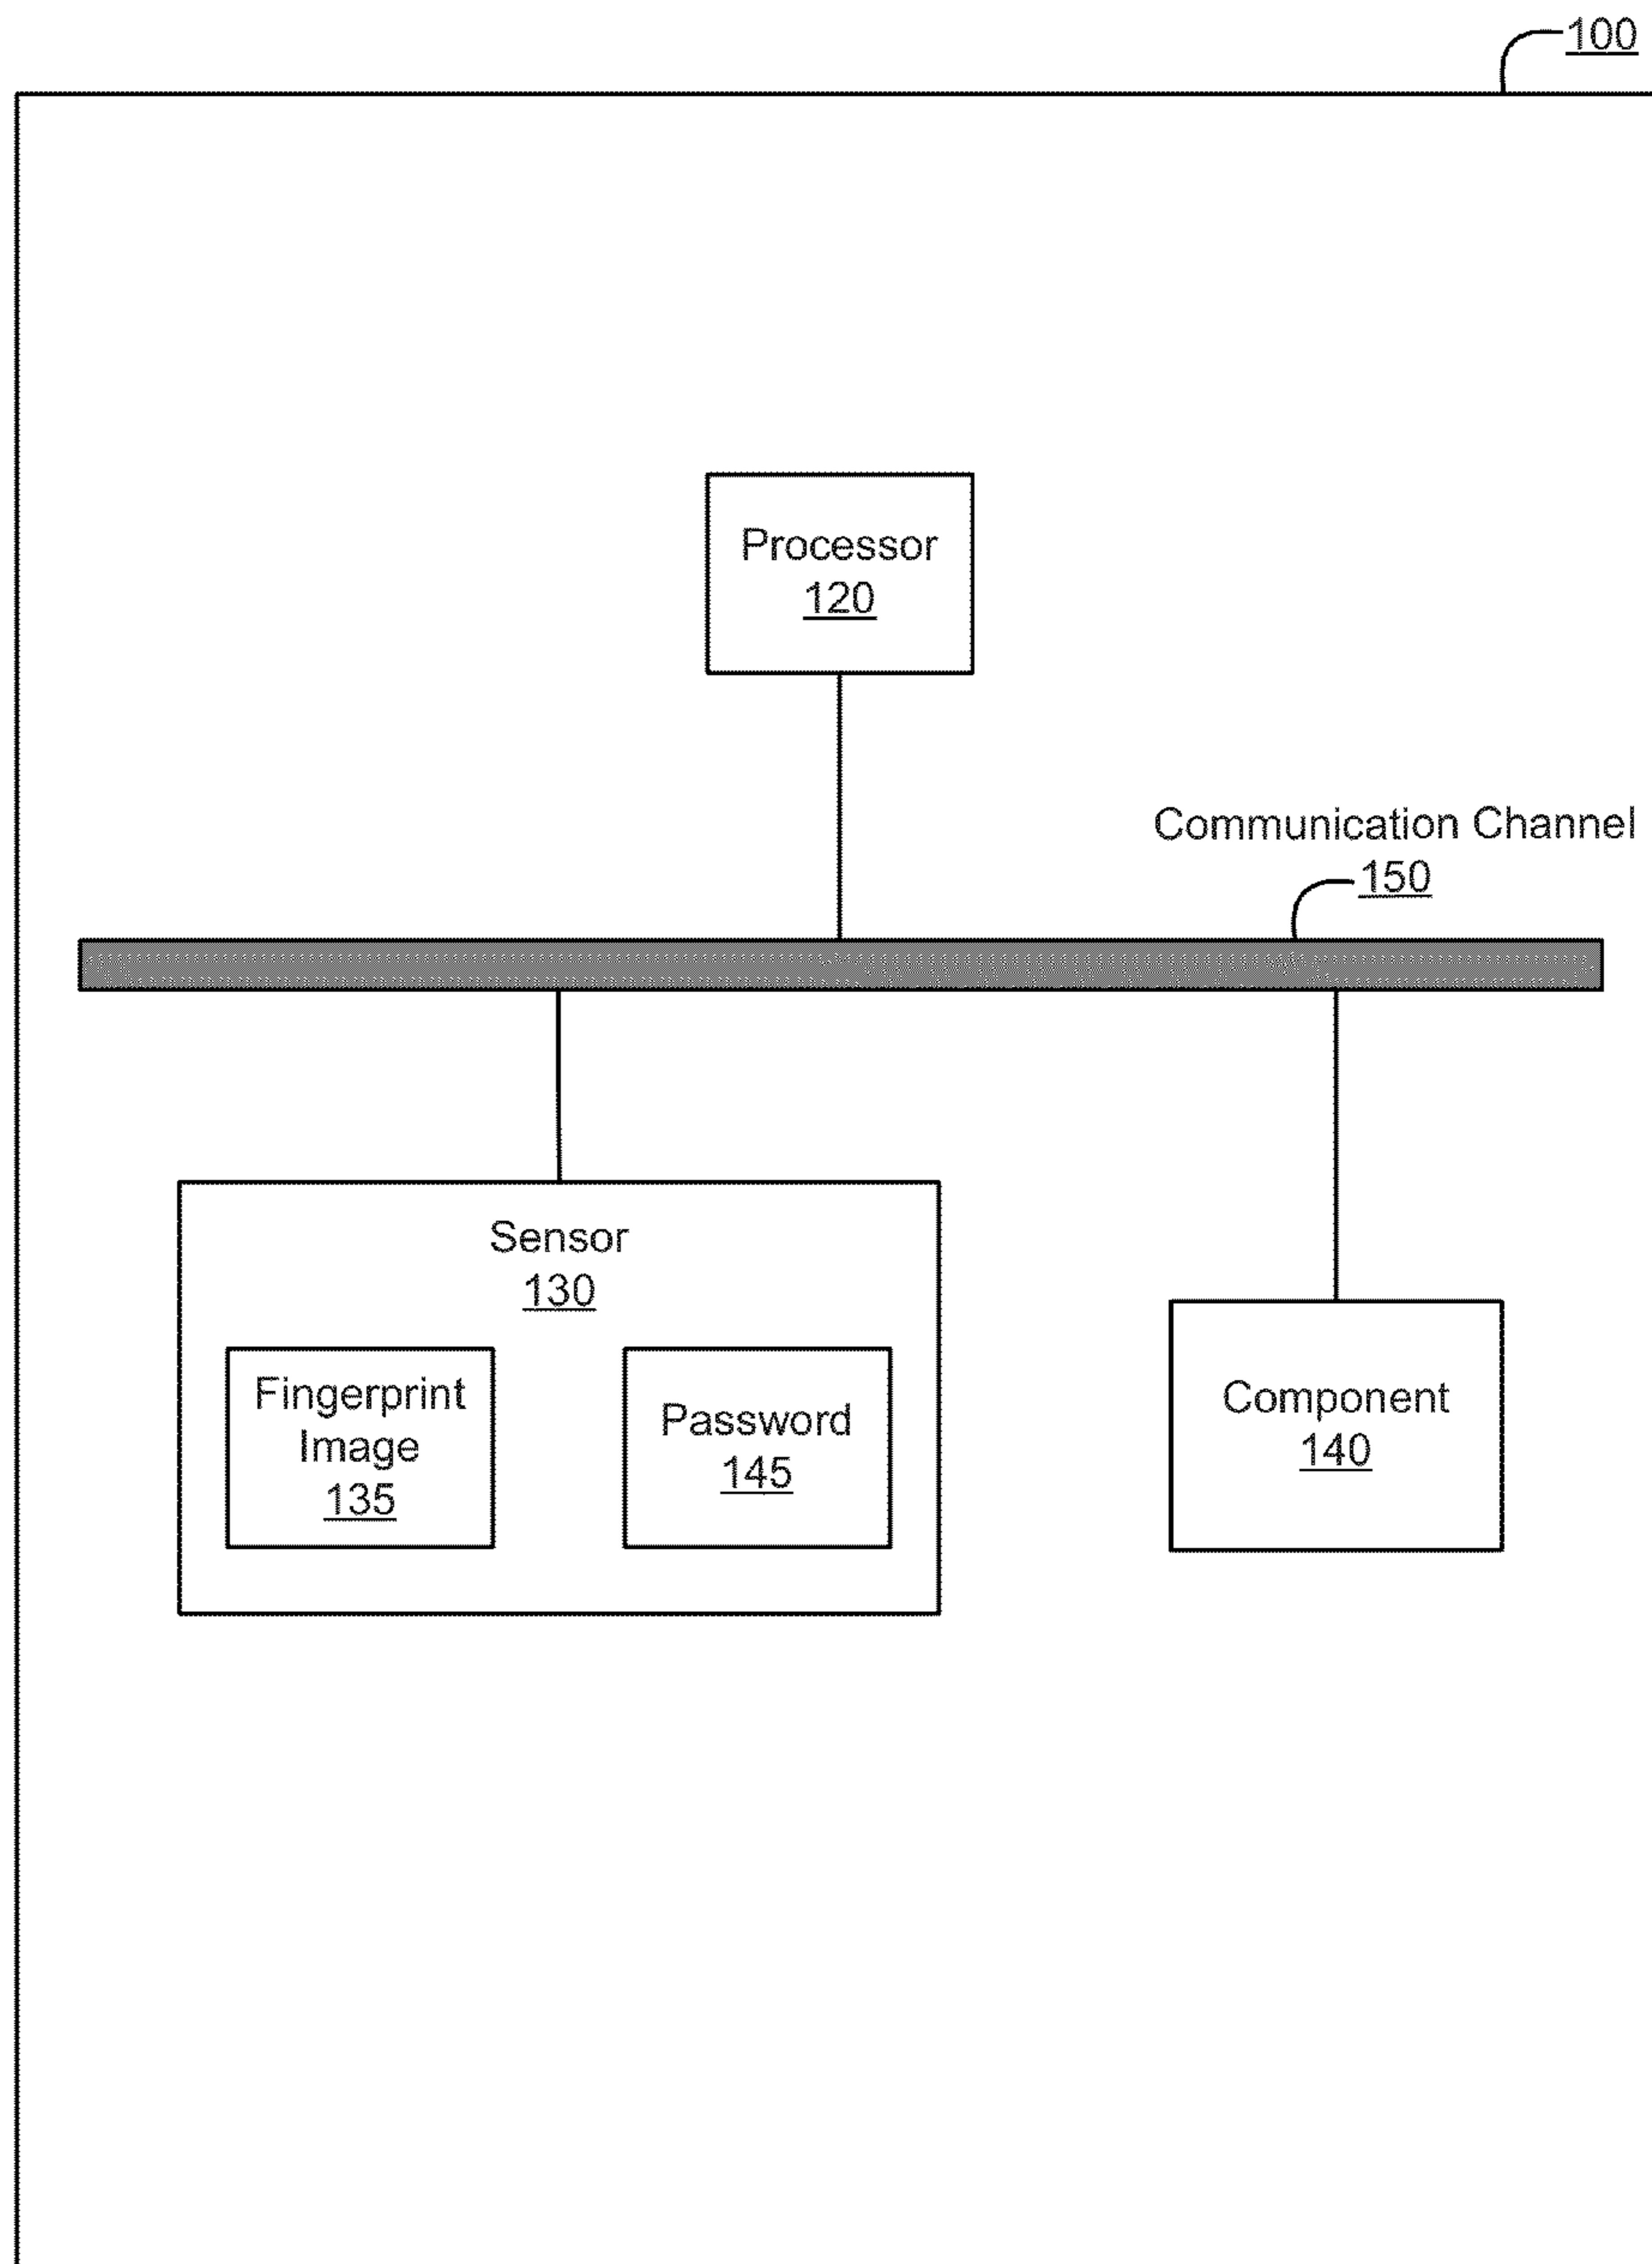 100
Processor
120
Communication Channel
150
Sensor
130
Fingerprint
Image
135
Password
145
Component
140